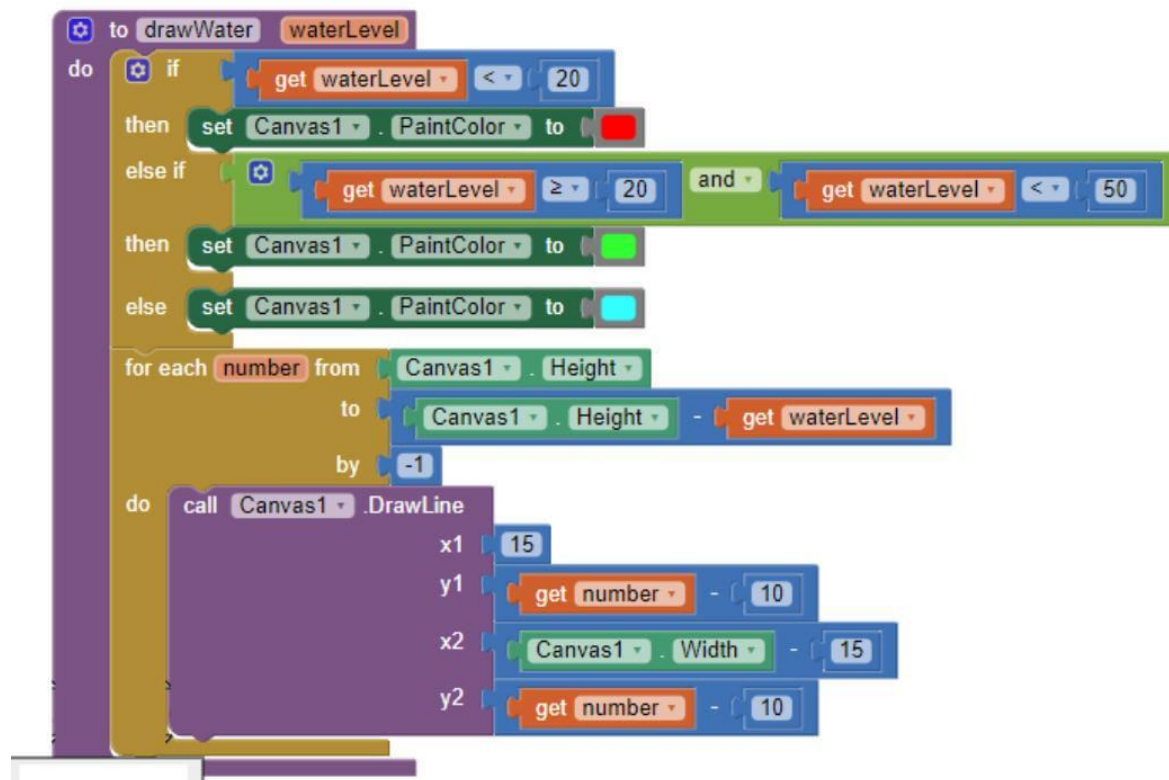 to drawWater waterLevel
do if get waterLevel < 20
then set Canvas1 . PaintColor to
else if get waterLevel ≥ 20 and get waterLevel < 50
then set Canvas1 . PaintColor to
else set Canvas1 . PaintColor to
for each number from Canvas1 . Height
to Canvas1 . Height - get waterLevel
by -1
do call Canvas1 .DrawLine
x1 15
y1 get number - 10
x2 Canvas1 . Width - 15
y2 get number - 10